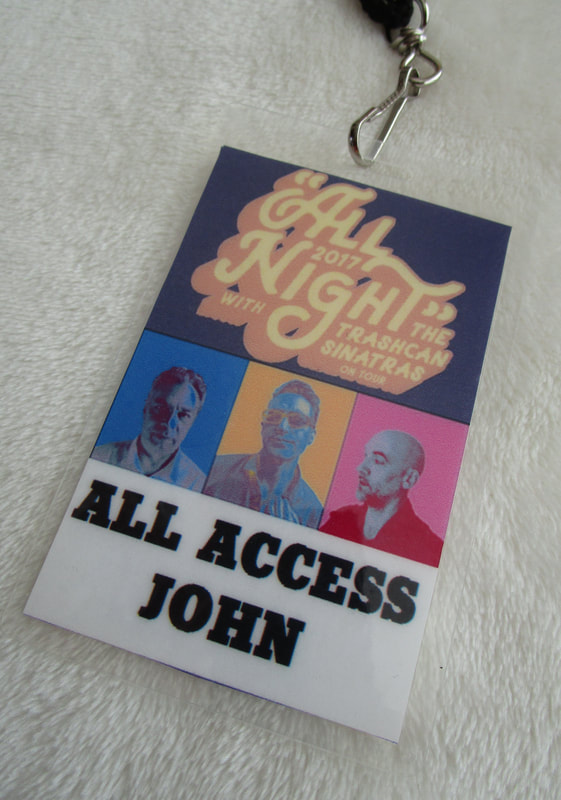 "ALL
2017
NIGHT"
WITH THE
TRASHCAN
SINATRAS
ON TOUR
ALL ACCESS
JOHN